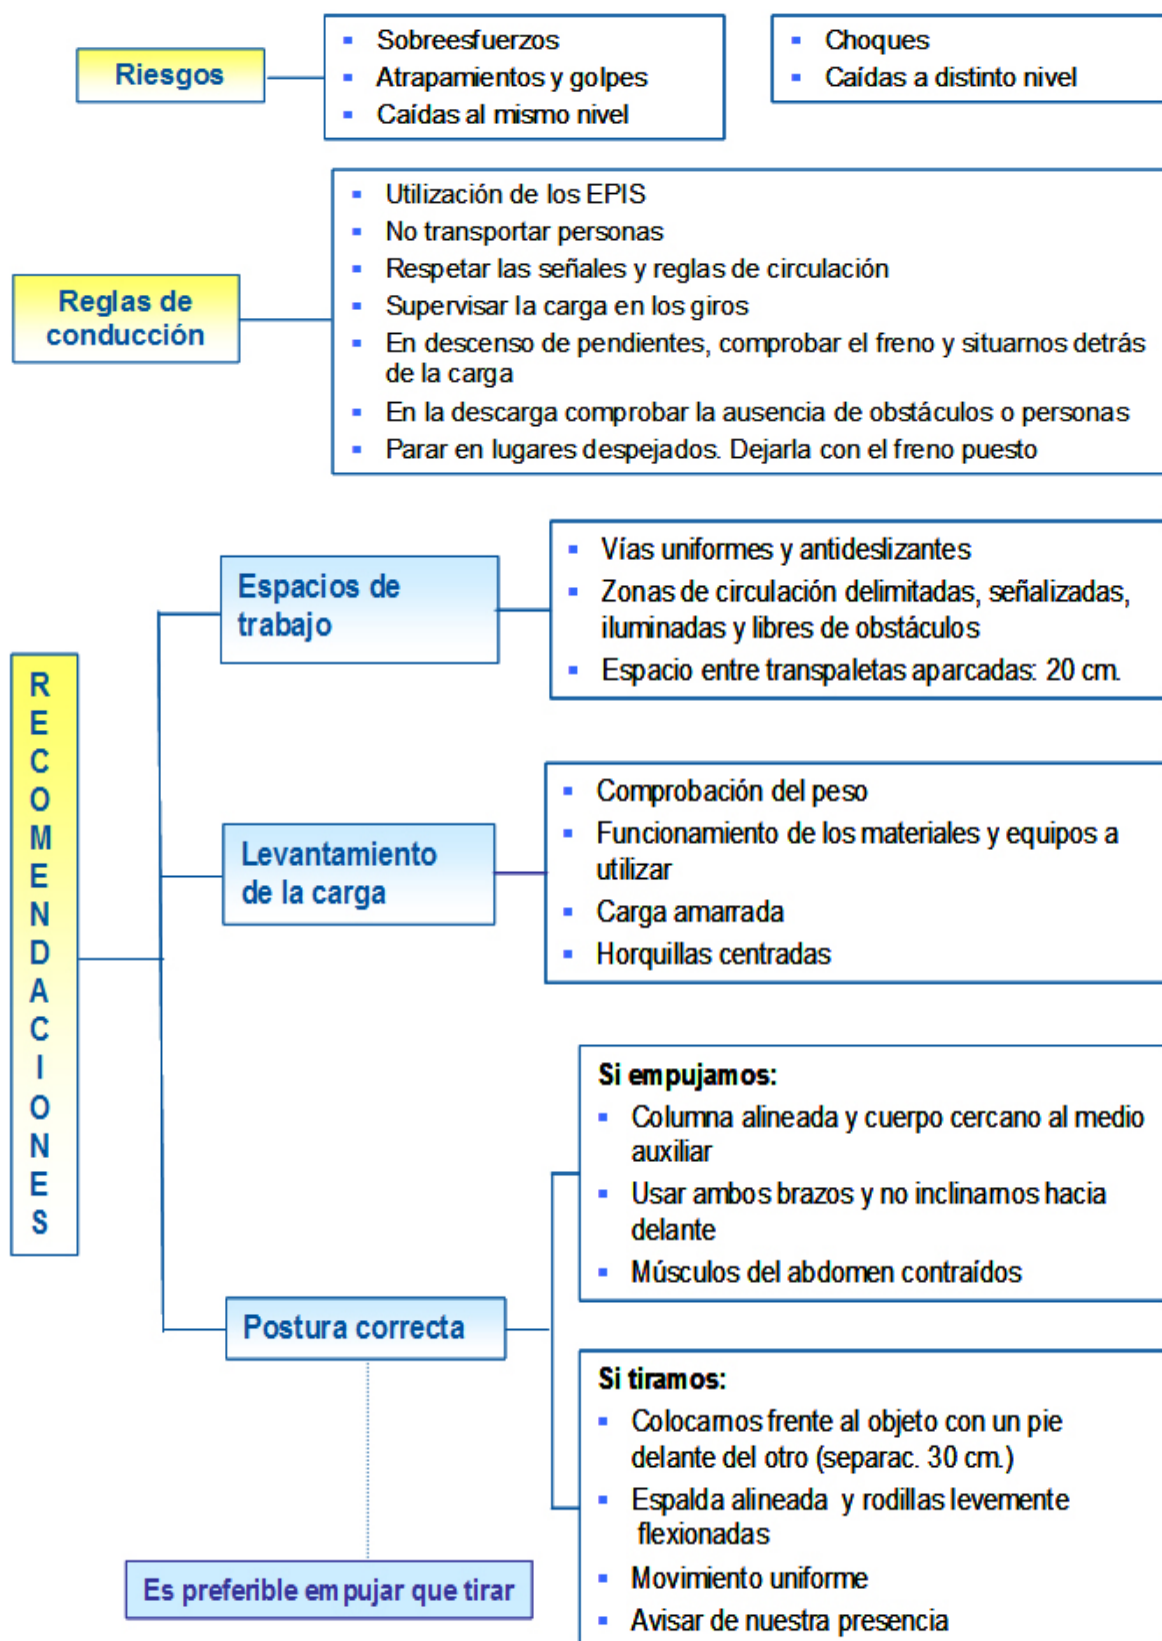 Riesgos
Sobreesfuerzos
Atrapamientos y golpes
Caídas al mismo nivel
Choques
Caídas a distinto nivel
Reglas de
conducción
Utilización de los EPIS
No transportar personas
Respetar las señales y reglas de circulación
Supervisar la carga en los giros
En descenso de pendientes, comprobar el freno y situarnos detrás
de la carga
En la descarga comprobar la ausencia de obstáculos o personas
Parar en lugares despejados. Dejarla con el freno puesto
RECOMENDACIONES
Espacios de
trabajo
Vías uniformes y antideslizantes
Zonas de circulación delimitadas, señalizadas,
iluminadas y libres de obstáculos
Espacio entre transpaletas aparcadas: 20 cm.
Levantamiento
de la carga
Comprobación del peso
Funcionamiento de los materiales y equipos a
utilizar
Carga amarrada
Horquillas centradas
Postura correcta
Si empujamos:
Columna alineada y cuerpo cercano al medio
auxiliar
Usar ambos brazos y no inclinarnos hacia
delante
Músculos del abdomen contraídos
Si tiramos:
Colocarnos frente al objeto con un pie
delante del otro (separac. 30 cm.)
Espalda alineada y rodillas levemente
flexionadas
Movimiento uniforme
Avisar de nuestra presencia
Es preferible empujar que tirar